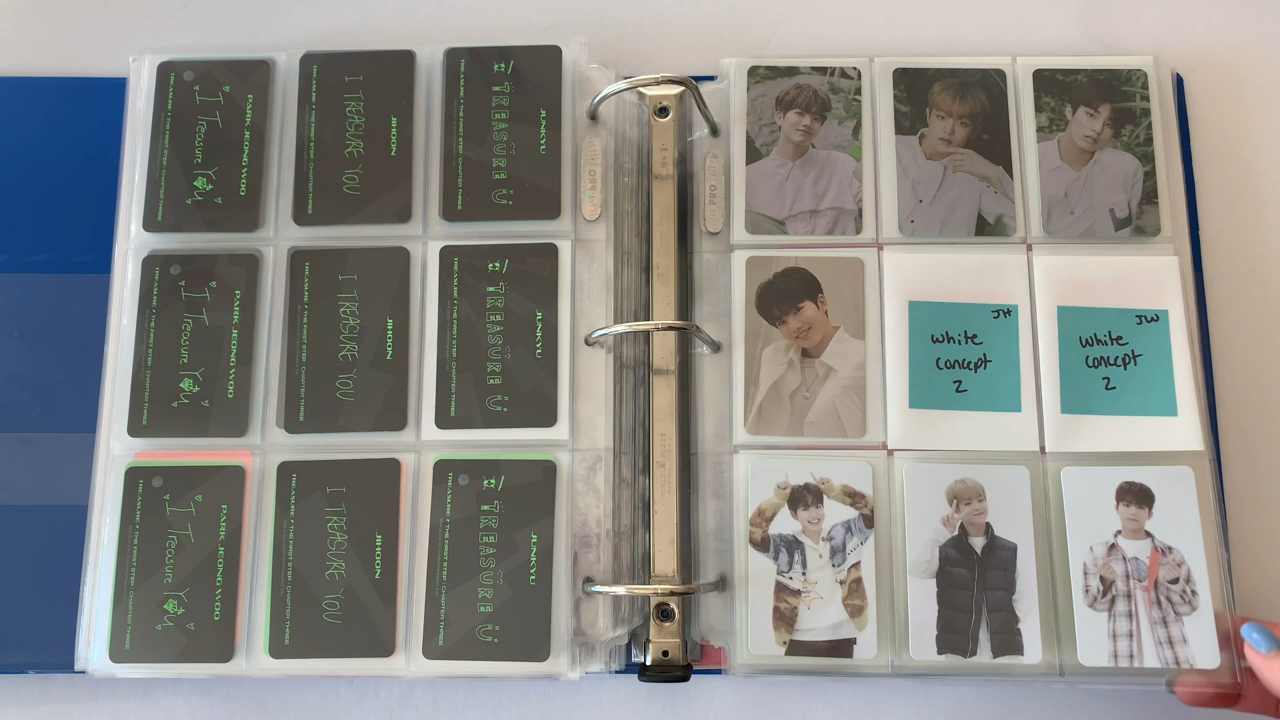 PARK JEONG WOO
I Treasure You
TREASURE THE FIRST STEP : CHAPTER THREE
JIHOON
I TREASURE YOU
TREASURE THE FIRST STEP : CHAPTER THREE
JUNKYU
TREASURE U
TREASURE THE FIRST STEP : CHAPTER THREE
PARK JEONG WOO
I Treasure You
TREASURE THE FIRST STEP : CHAPTER THREE
JIHOON
I TREASURE YOU
TREASURE THE FIRST STEP : CHAPTER THREE
JUNKYU
TREASURE U
TREASURE THE FIRST STEP : CHAPTER THREE
PARK JEONG WOO
I Treasure You
TREASURE THE FIRST STEP : CHAPTER THREE
JIHOON
I TREASURE YOU
TREASURE THE FIRST STEP : CHAPTER THREE
JUNKYU
TREASURE U
TREASURE THE FIRST STEP : CHAPTER THREE
PRO
PRO
JH
white
concept
2
JW
white
concept
2